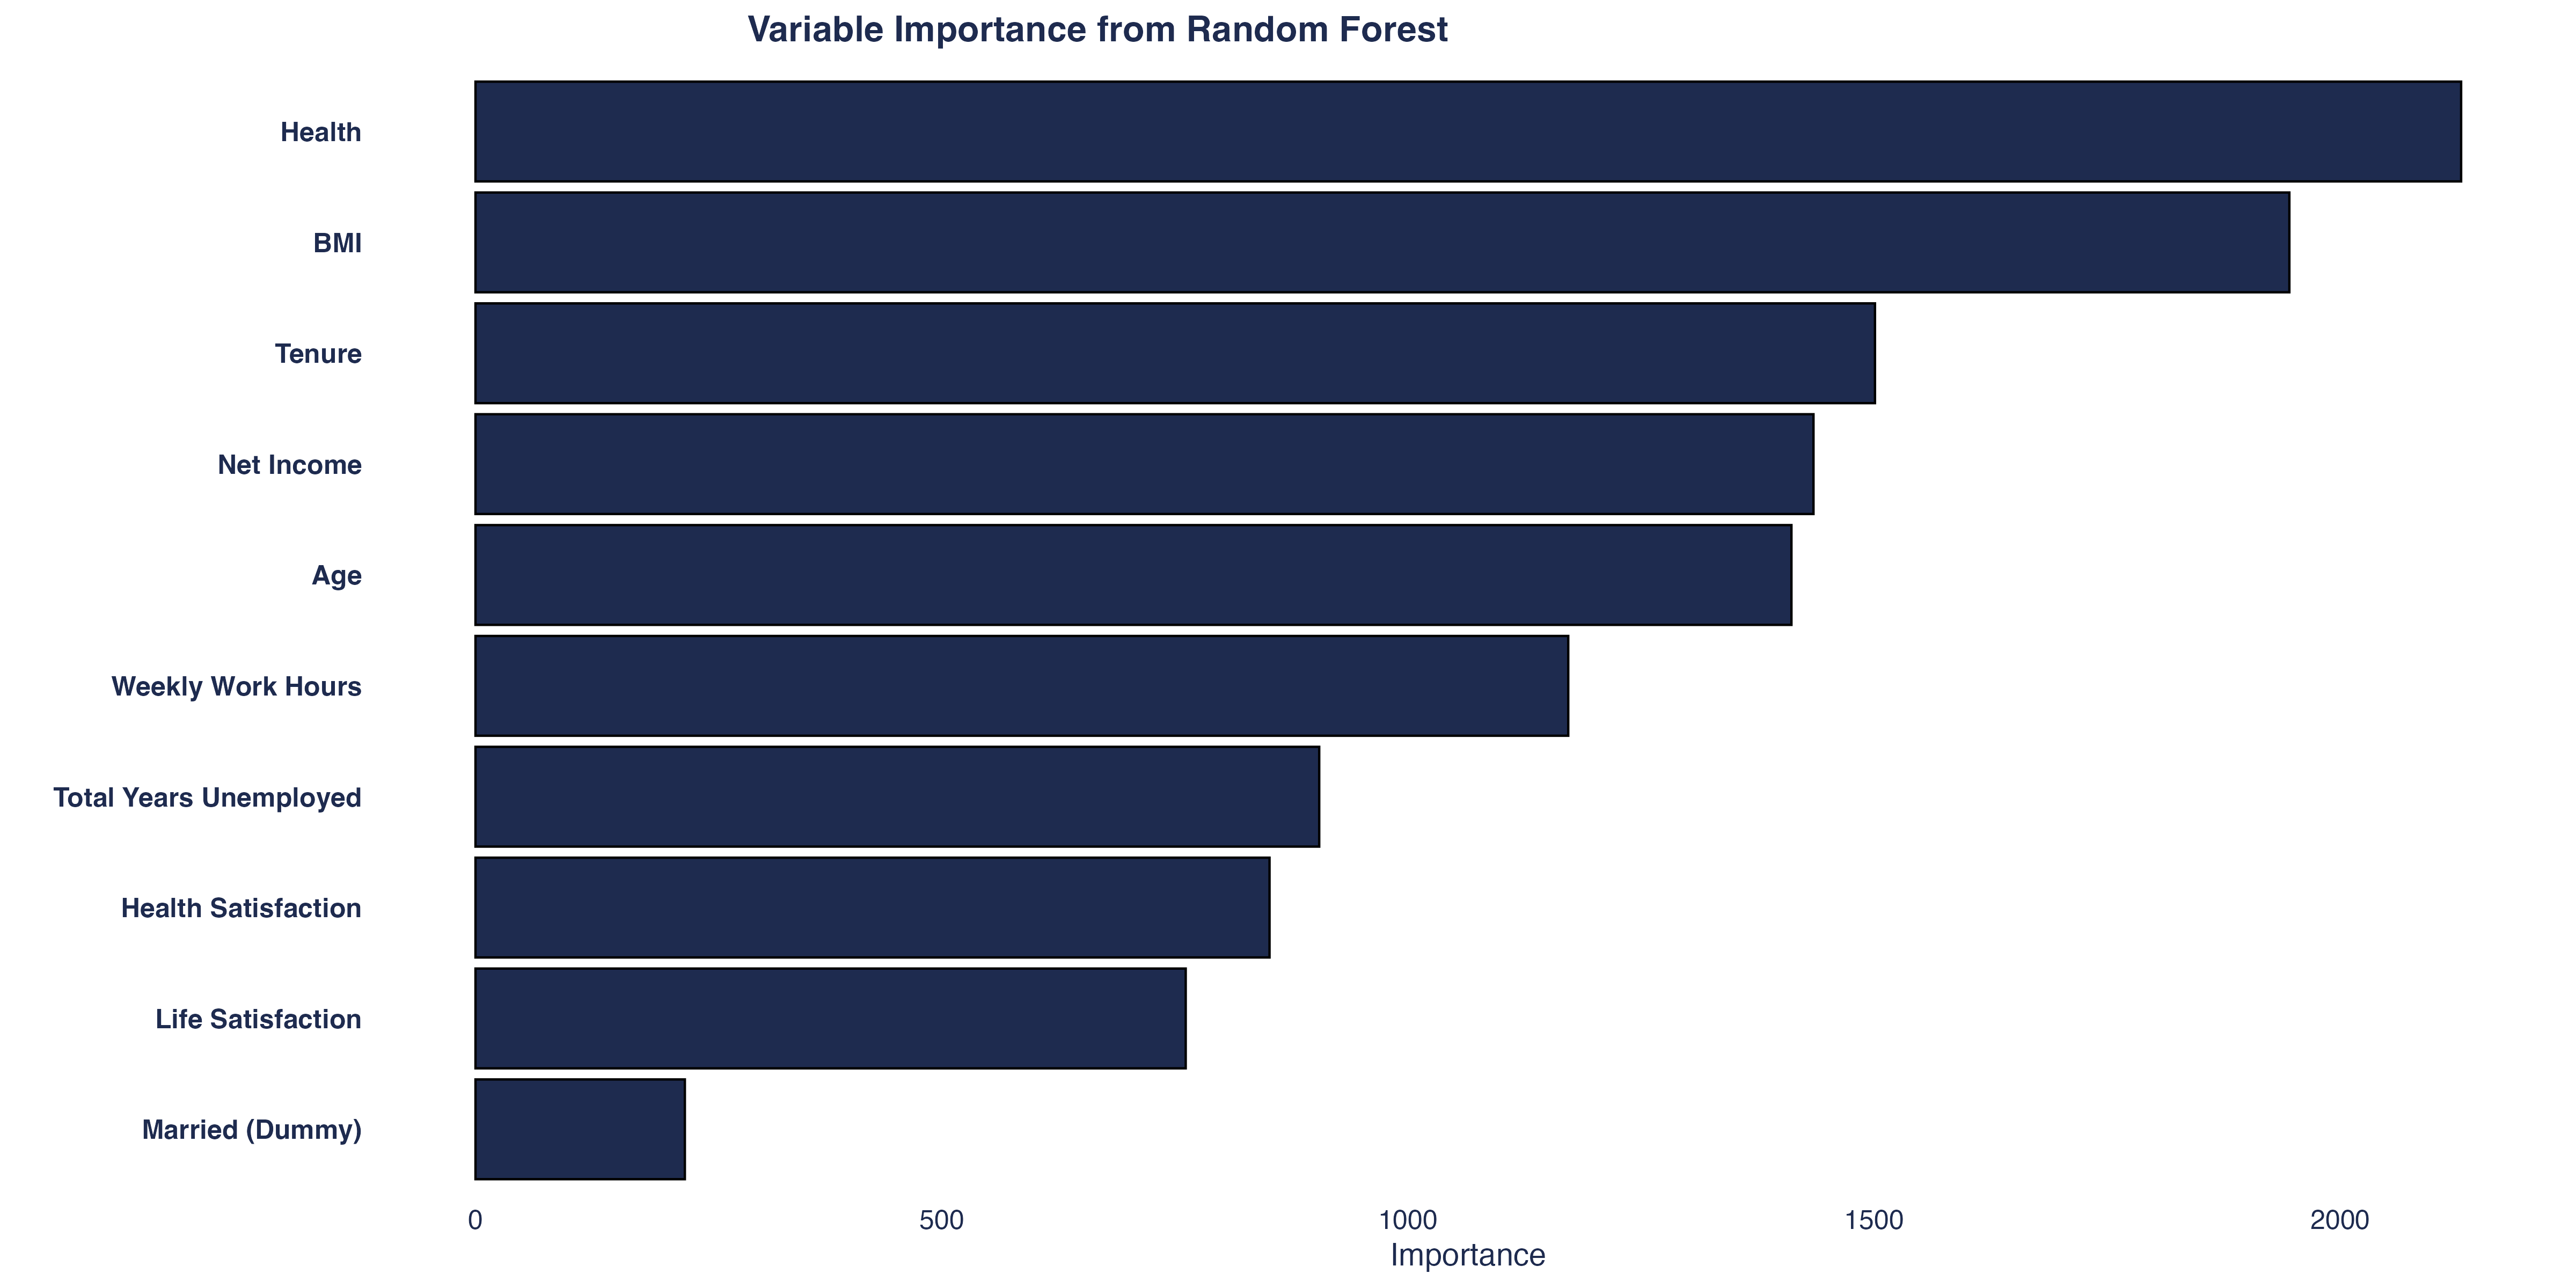 Variable Importance from Random Forest
Health
BMI
Tenure
Net Income
Age
Weekly Work Hours
Total Years Unemployed
Health Satisfaction
Life Satisfaction
Married (Dummy)
0 500 1000 1500 2000
Importance